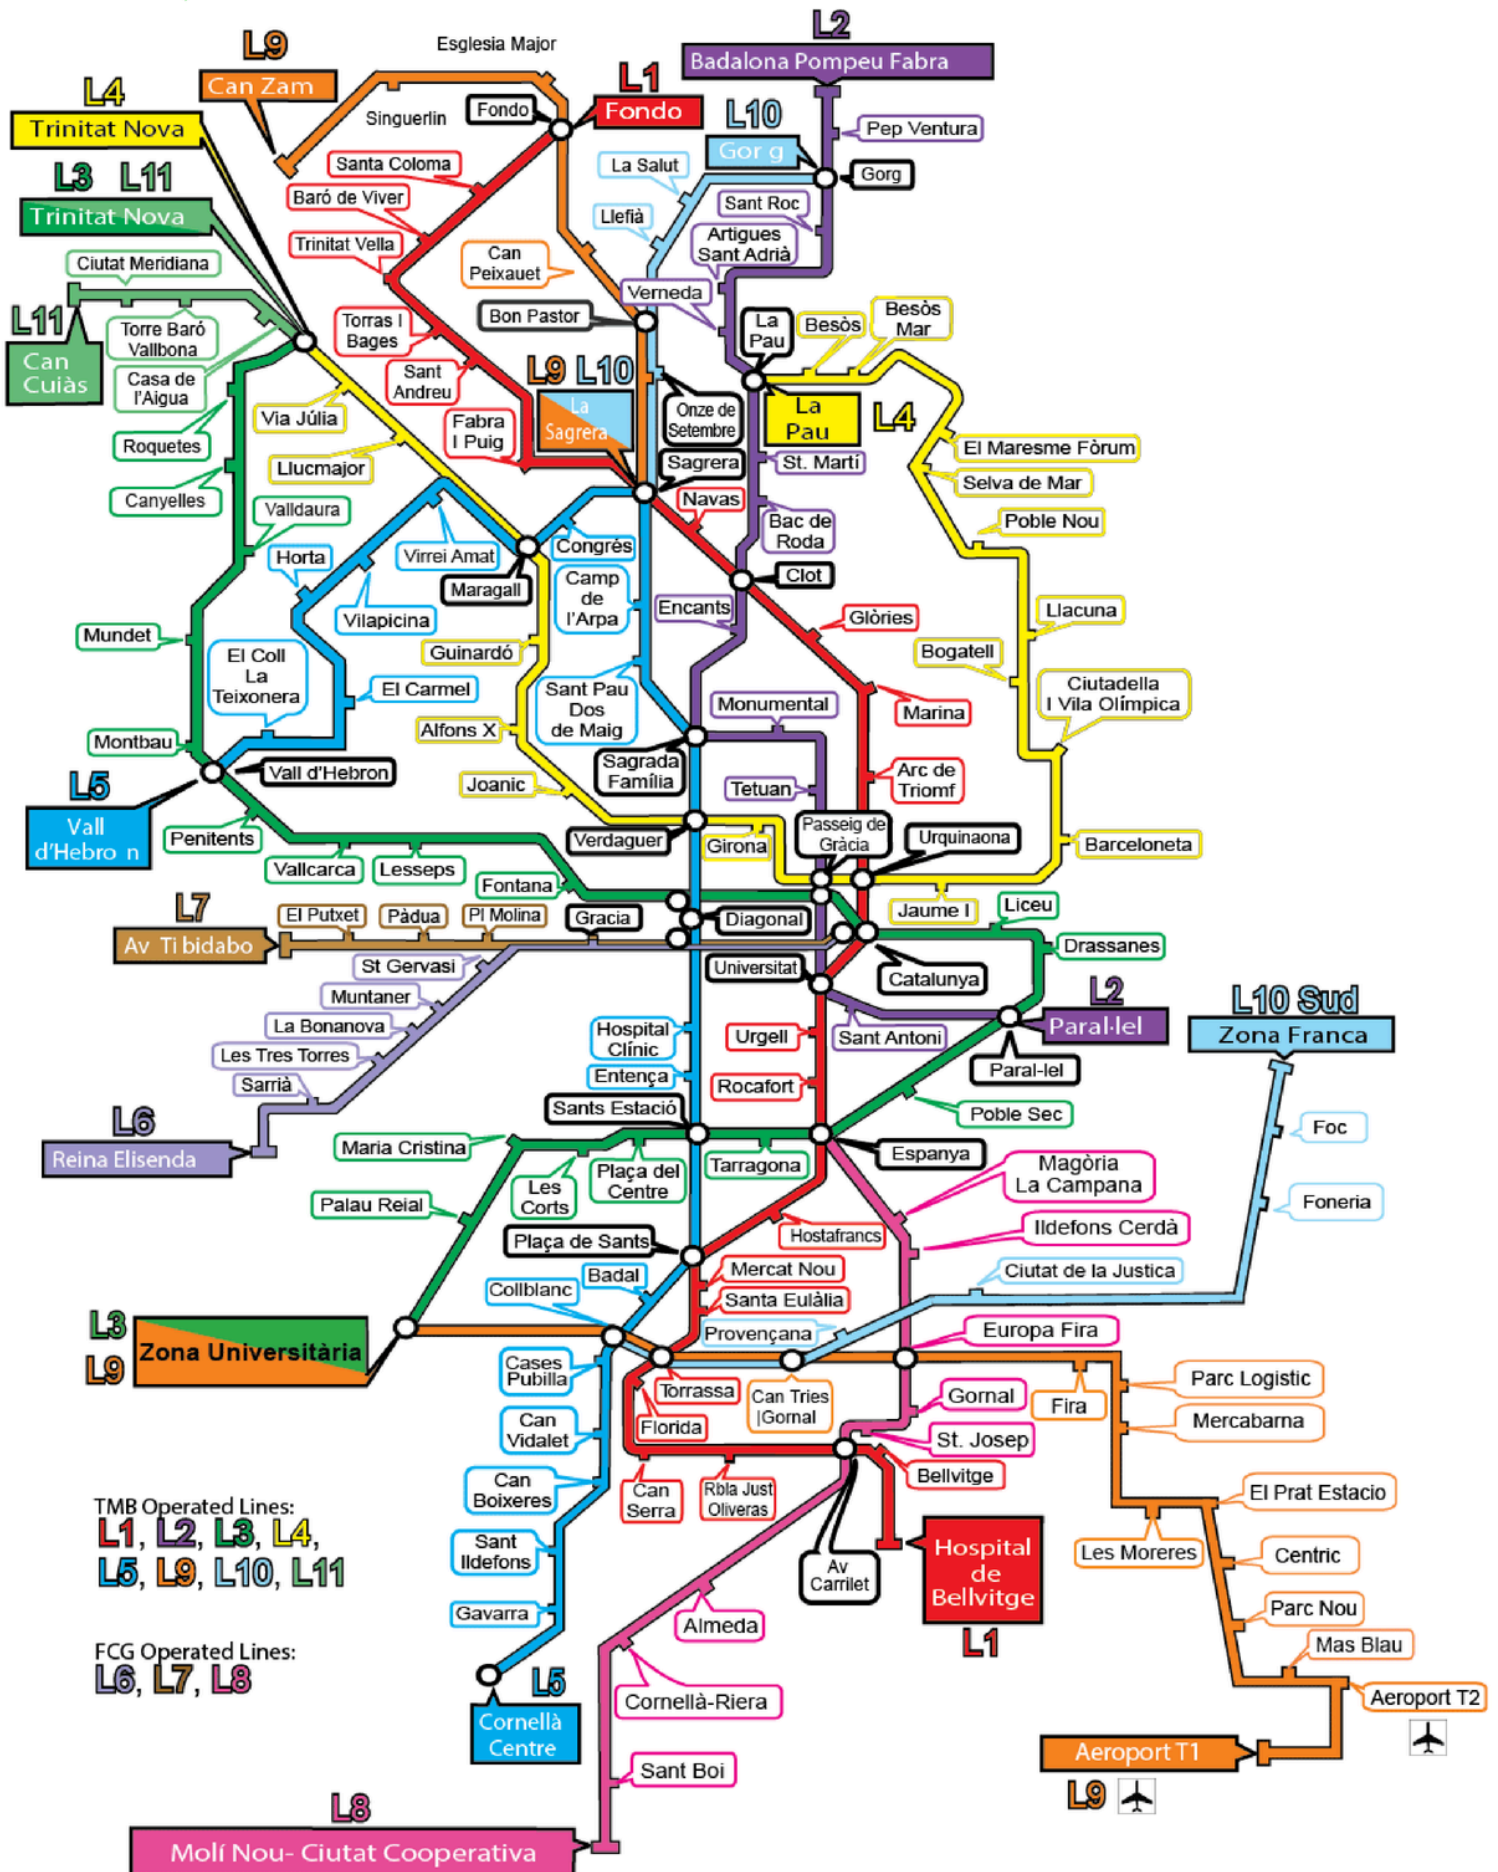 L9
Can Zam
Esglesia Major
Singuerlin
L2
Badalona Pompeu Fabra
L1
Fondo
Fondo
L10
Gor g
Pep Ventura
Gorg
L4
Trinitat Nova
L3 L11
Trinitat Nova
Santa Coloma
Baró de Viver
Trinitat Vella
La Salut
Llefià
Sant Roc
Artigues
Sant Adrià
Verneda
Can
Peixauet
Ciutat Meridiana
L11
Can
Cuiàs
Torre Baró
Vallbona
Casa de
l'Aigua
Bon Pastor
Torras I
Bages
Sant
Andreu
Fabra
I Puig
L9 L10
La
Sagrera
Onze de
Setembre
Sagrera
La
Pau
Besòs
Besòs
Mar
La
Pau
L4
El Maresme Fòrum
Selva de Mar
Poble Nou
Via Júlia
Llucmajor
Roquetes
Canyelles
Valldaura
St. Martí
Navas
Bac de
Roda
Clot
Horta
Virrei Amat
Vilapicina
Maragall
Congrés
Camp
de
l'Arpa
Encants
Glòries
Llacuna
Bogatell
Ciutadella
I Vila Olímpica
Mundet
El Coll
La
Teixonera
El Carmel
Guinardó
Alfons X
Joanic
Sant Pau
Dos
de Maig
Monumental
Marina
Montbau
Vall d'Hebron
L5
Vall
d'Hebro n
Sagrada
Família
Tetuan
Arc de
Triomf
Penitents
Vallcarca
Lesseps
Fontana
Verdaguer
Girona
Passeig de
Gràcia
Urquinaona
Barceloneta
Jaume I
Liceu
Drassanes
L7
Av Ti bidabo
El Putxet
Pàdua
Pl Molina
Gracia
Diagonal
Universitat
Catalunya
St Gervasi
Muntaner
La Bonanova
Les Tres Torres
Sarrià
L6
Reina Elisenda
Hospital
Clínic
Entença
Urgell
Rocafort
Sant Antoni
L2
Paral·lel
Paral-lel
L10 Sud
Zona Franca
Foc
Foneria
Poble Sec
Sants Estació
Espanya
Maria Cristina
Les
Corts
Plaça del
Centre
Tarragona
Palau Reial
Magòria
La Campana
Ildefons Cerdà
Hostafrancs
Plaça de Sants
Mercat Nou
Santa Eulàlia
Badal
Collblanc
Ciutat de la Justica
Provençana
Europa Fira
L3
L9
Zona Universitària
Cases
Pubilla
Can
Vidalet
Can
Boixeres
Sant
Ildefons
Gavarra
L5
Cornellà
Centre
Torrassa
Florida
Can
Serra
Rbla Just
Oliveras
Can Tries
|Gornal
Gornal
St. Josep
Bellvitge
Av
Carrilet
Hospital
de
Bellvitge
L1
Fira
Parc Logistic
Mercabarna
El Prat Estacio
Les Moreres
Centric
Parc Nou
Mas Blau
Aeroport T2
Aeroport T1
L9
Almeda
Cornellà-Riera
Sant Boi
L8
Molí Nou- Ciutat Cooperativa
TMB Operated Lines:
L1, L2, L3, L4,
L5, L9, L10, L11
FCG Operated Lines:
L6, L7, L8